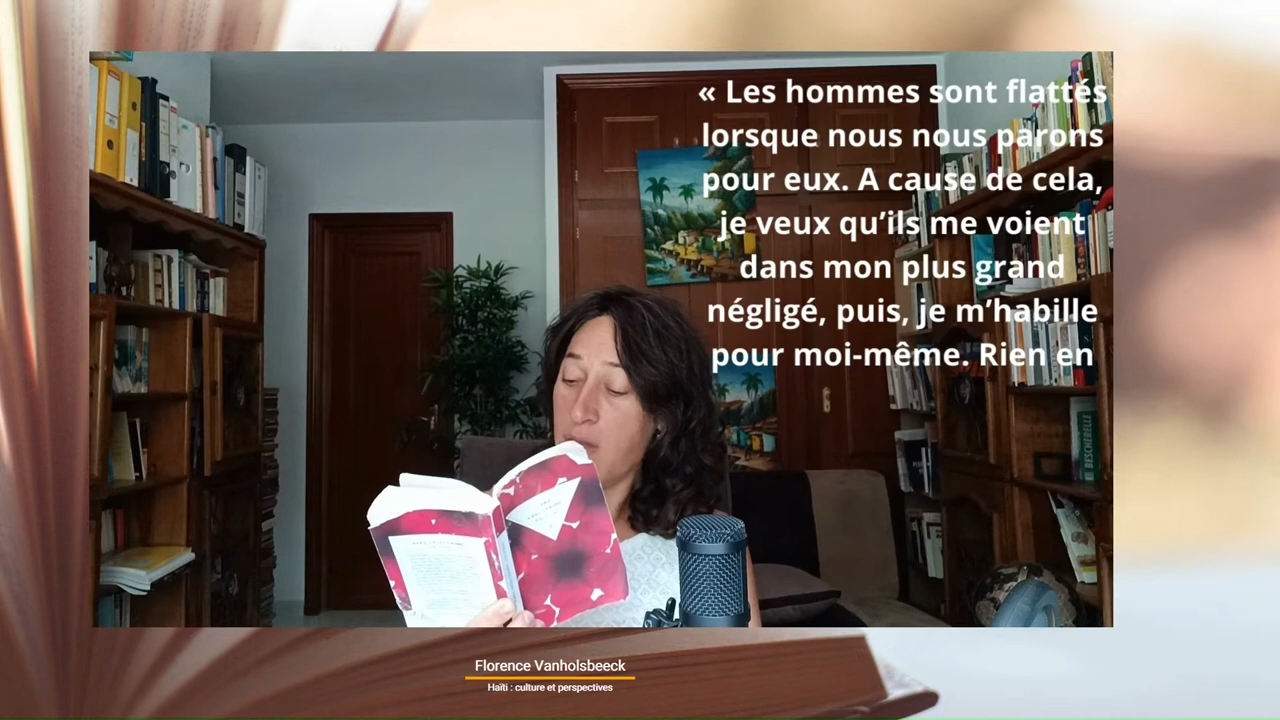 « Les hommes sont flattés
lorsque nous nous parons
pour eux. A cause de cela,
je veux qu’ils me voient
dans mon plus grand
négligé, puis, je m’habille
pour moi-même. Rien en
BESCHERELLE
Florence Vanholsbeeck
Haïti : culture et perspectives